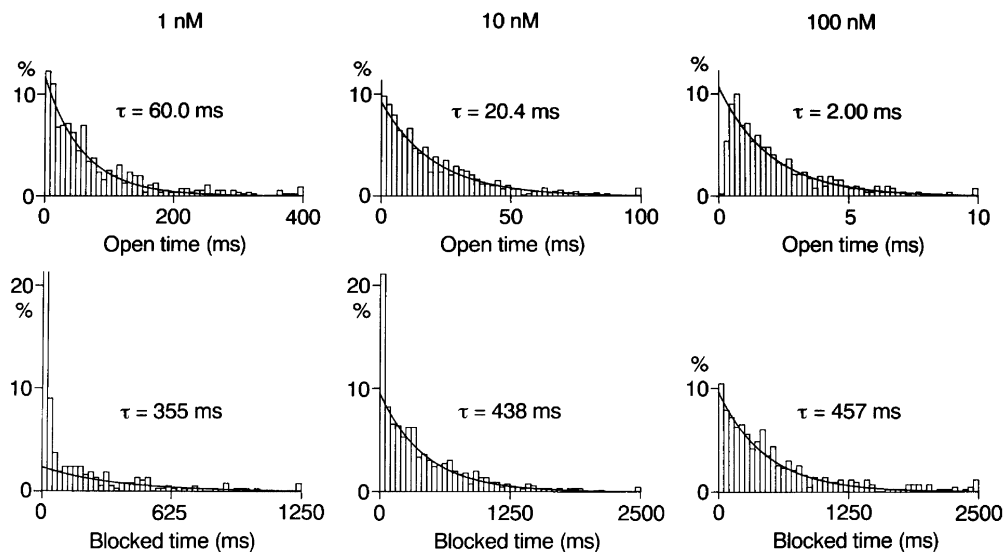 1 nM
10 nM
100 nM
%
10
0
τ = 60.0 ms
0 200 400
Open time (ms)
%
10
0
τ = 20.4 ms
0 50 100
Open time (ms)
%
10
0
τ = 2.00 ms
0 5 10
Open time (ms)
20
%
10
0
τ = 355 ms
0 625 1250
Blocked time (ms)
20
%
10
0
τ = 438 ms
0 1250 2500
Blocked time (ms)
%
10
0
τ = 457 ms
0 1250 2500
Blocked time (ms)